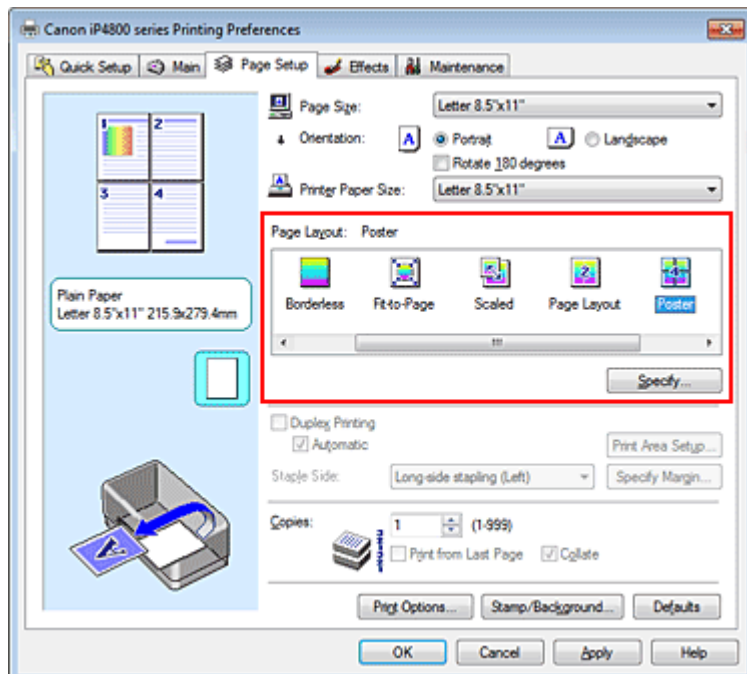 Canon iP4800 series Printing Preferences
Quick Setup Main Page Setup Effects Maintenance
1 2
3 4
Plain Paper
Letter 8.5"x11" 215.9x279.4mm
Page Size: Letter 8.5"x11"
Orientation: A Portrait A Landscape
Rotate 180 degrees
Printer Paper Size: Letter 8.5"x11"
Page Layout: Poster
Borderless Fit-to-Page Scaled Page Layout Poster
Specify...
Duplex Printing
Automatic Print Area Setup...
Staple Side: Long-side stapling (Left) Specify Margin...
Copies: 1 (1-999)
Print from Last Page Collate
Print Options... Stamp/Background... Defaults
OK Cancel Apply Help